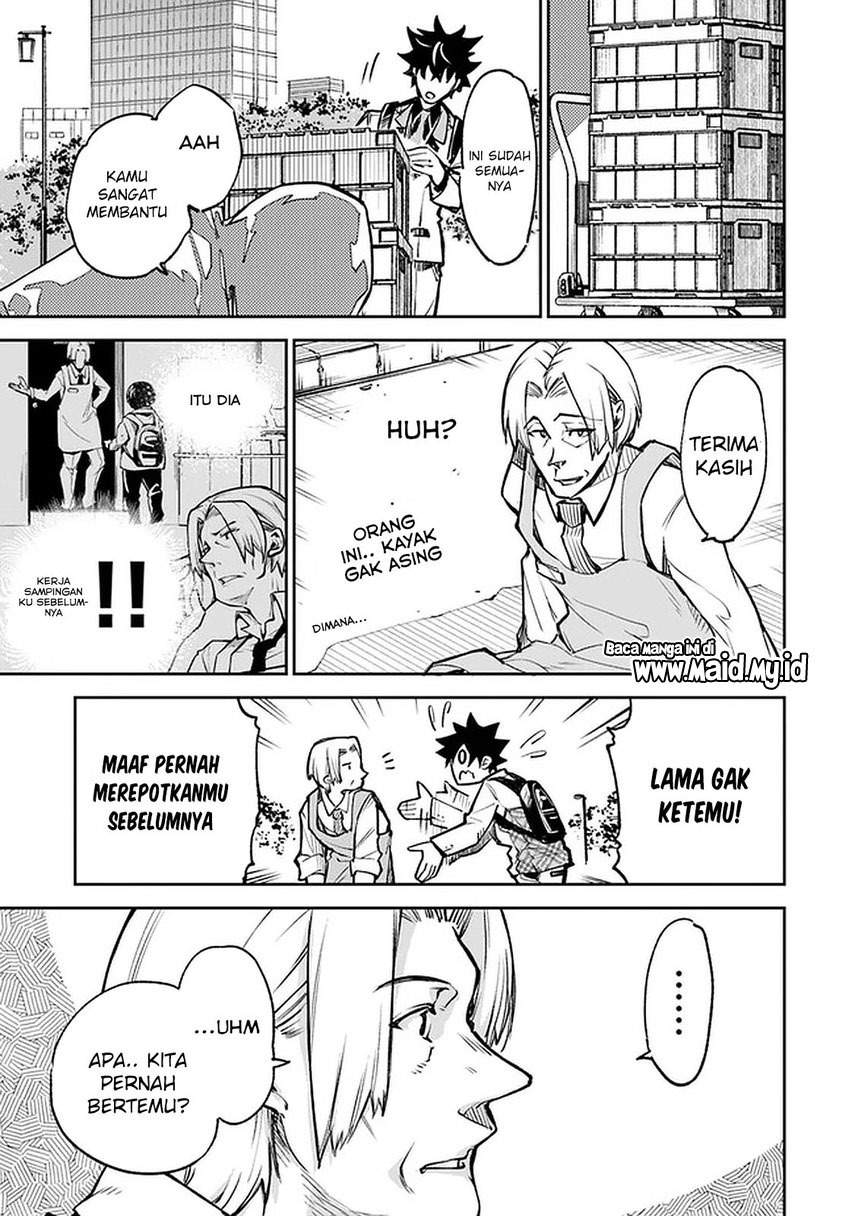 INI SUDAH
SEMUA-
NYA
AAH
KAMU
SANGAT
MEMBANTU
TERIMA
KASIH
HUH?
ORANG
INI.. KAYAK
GAK ASING
DIMANA...
ITU DIA
KERJA
SAMPINGAN
KU SEBELUM-
NYA
!!
Baca Manga ini di
www.Maid.My.id
LAMA GAK
KETEMU!
MAAF PERNAH
MEREPOTKANMU
SEBELUMNYA
......
...UHM
APA.. KITA
PERNAH
BERTEMU?